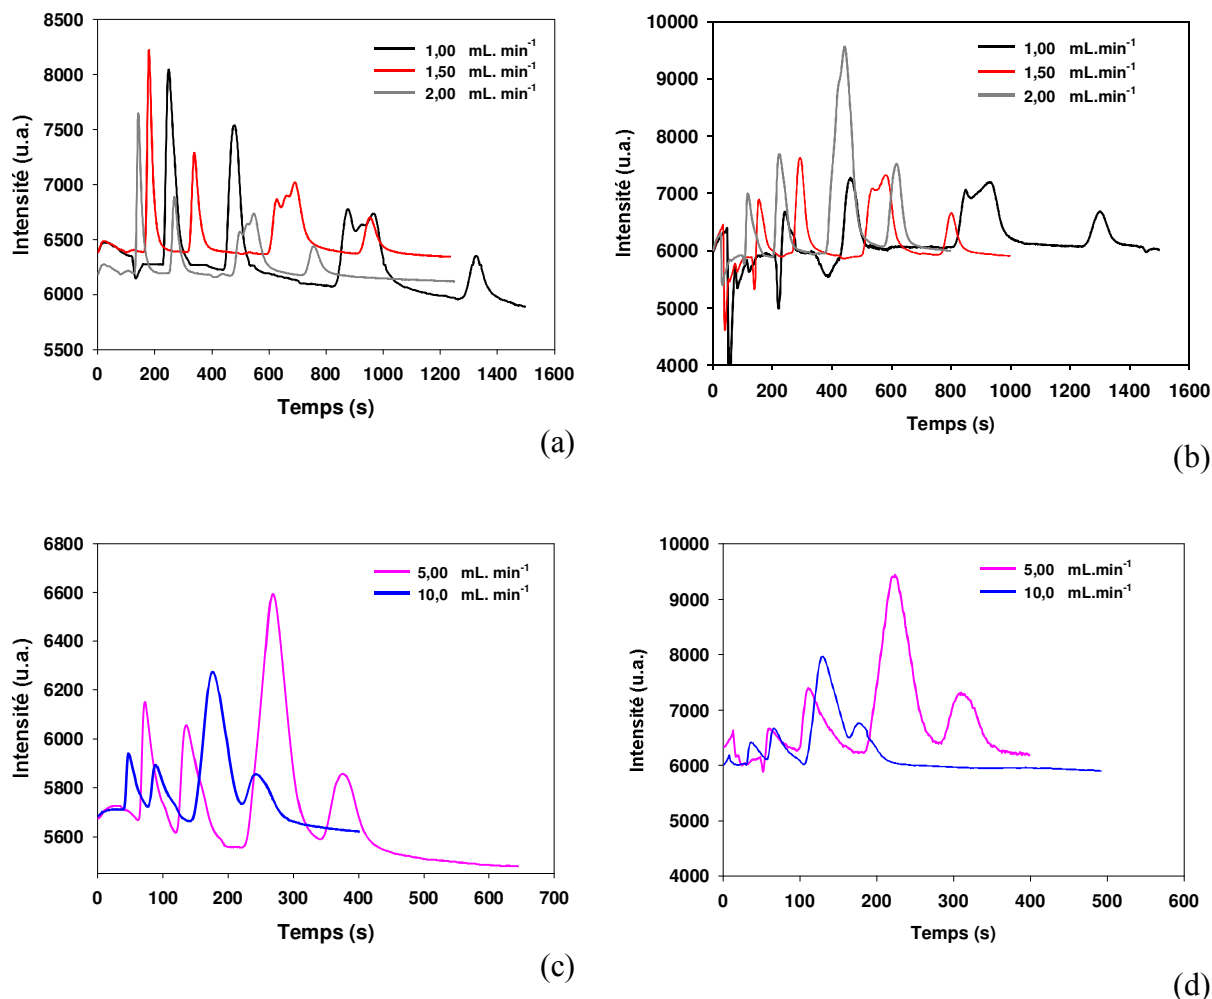 8500
8000
7500
7000
6500
6000
5500
Intensité (u.a.)
1,00 mL. min-1
1,50 mL. min-1
2,00 mL. min-1
0 200 400 600 800 1000 1200 1400 1600
Temps (s)
(a)
10000
9000
8000
7000
6000
5000
4000
Intensité (u.a.)
1,00 mL.min-1
1,50 mL.min-1
2,00 mL.min-1
0 200 400 600 800 1000 1200 1400 1600
Temps (s)
(b)
6800
6600
6400
6200
6000
5800
5600
Intensité (u.a.)
5,00 mL. min-1
10,0 mL. min-1
0 100 200 300 400 500 600 700
Temps (s)
(c)
10000
9000
8000
7000
6000
5000
4000
Intensité (u.a.)
5,00 mL.min-1
10,0 mL.min-1
0 100 200 300 400 500 600
Temps (s)
(d)